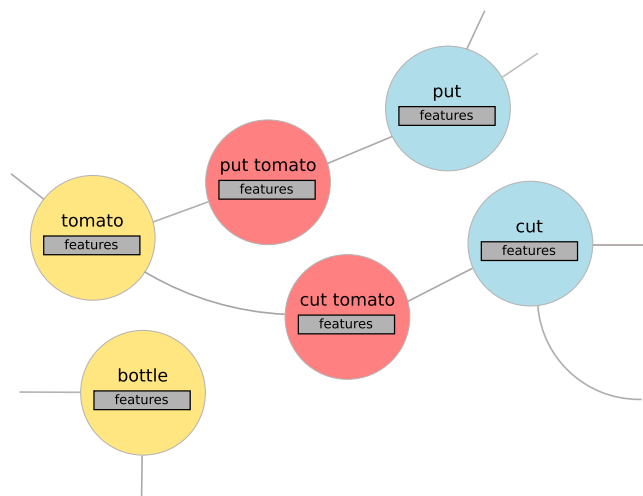 put
features
put tomato
features
tomato
features
cut
features
cut tomato
features
bottle
features